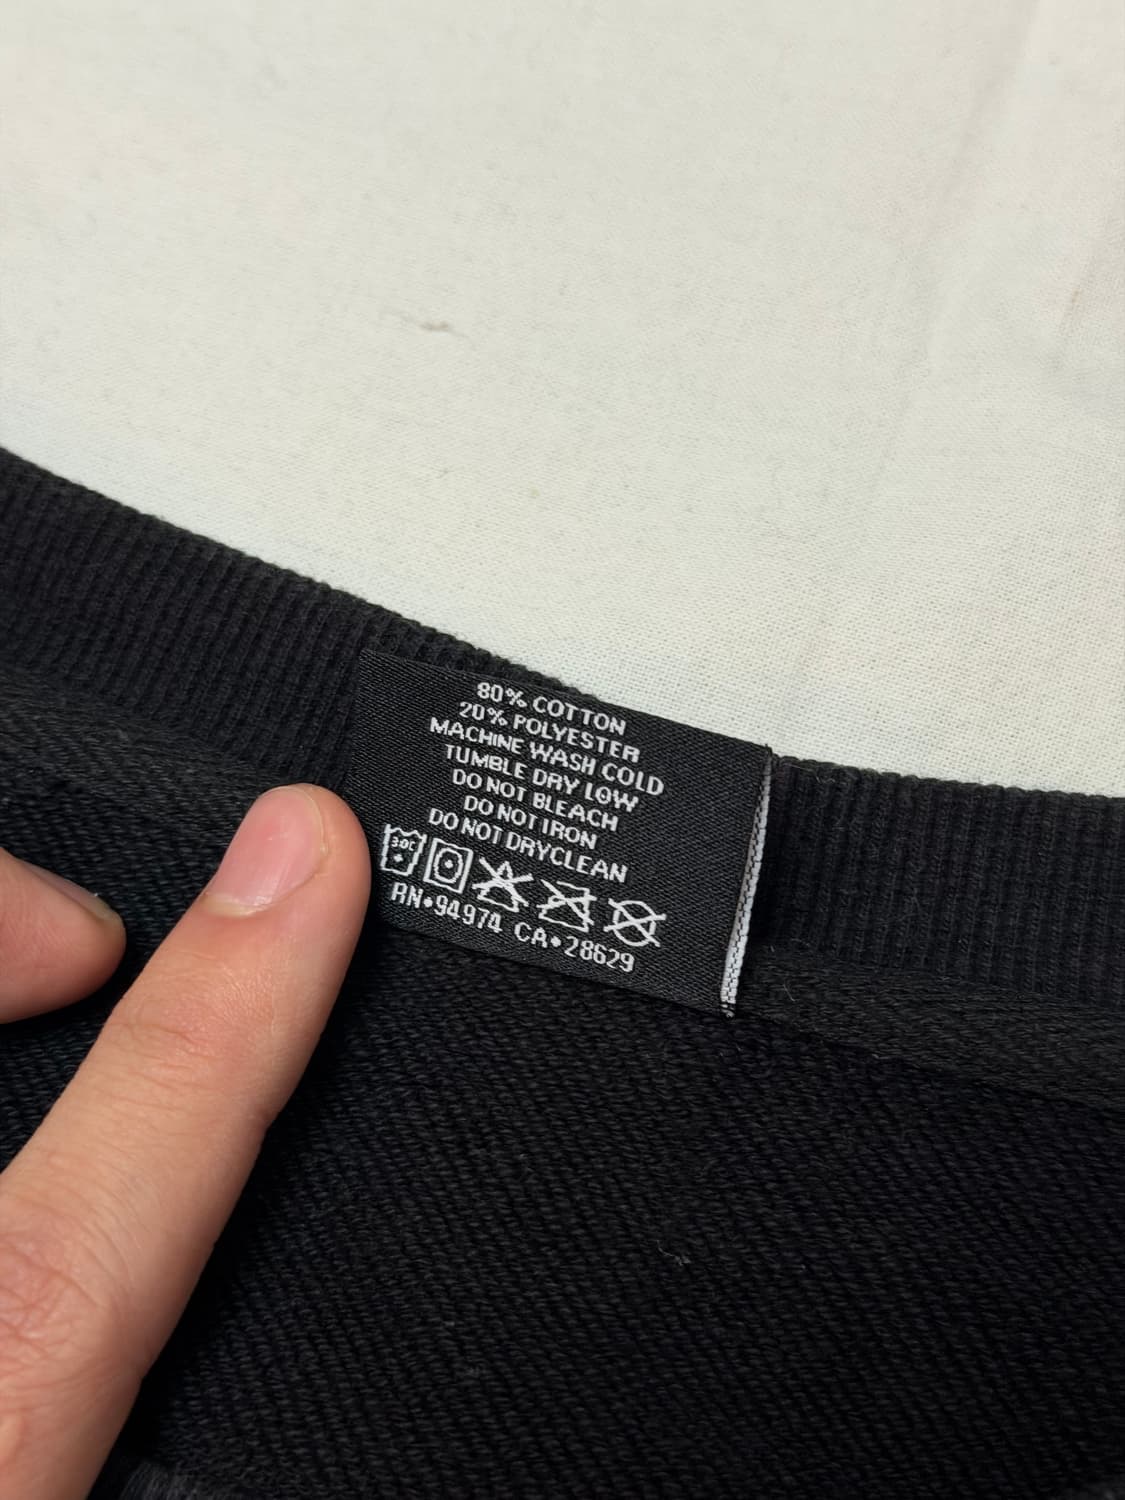 80% COTTON
20% POLYESTER
MACHINE WASH COLD
TUMBLE DRY LOW
DO NOT BLEACH
DO NOT IRON
DO NOT DRYCLEAN
30C
RN•94974 CA•28629